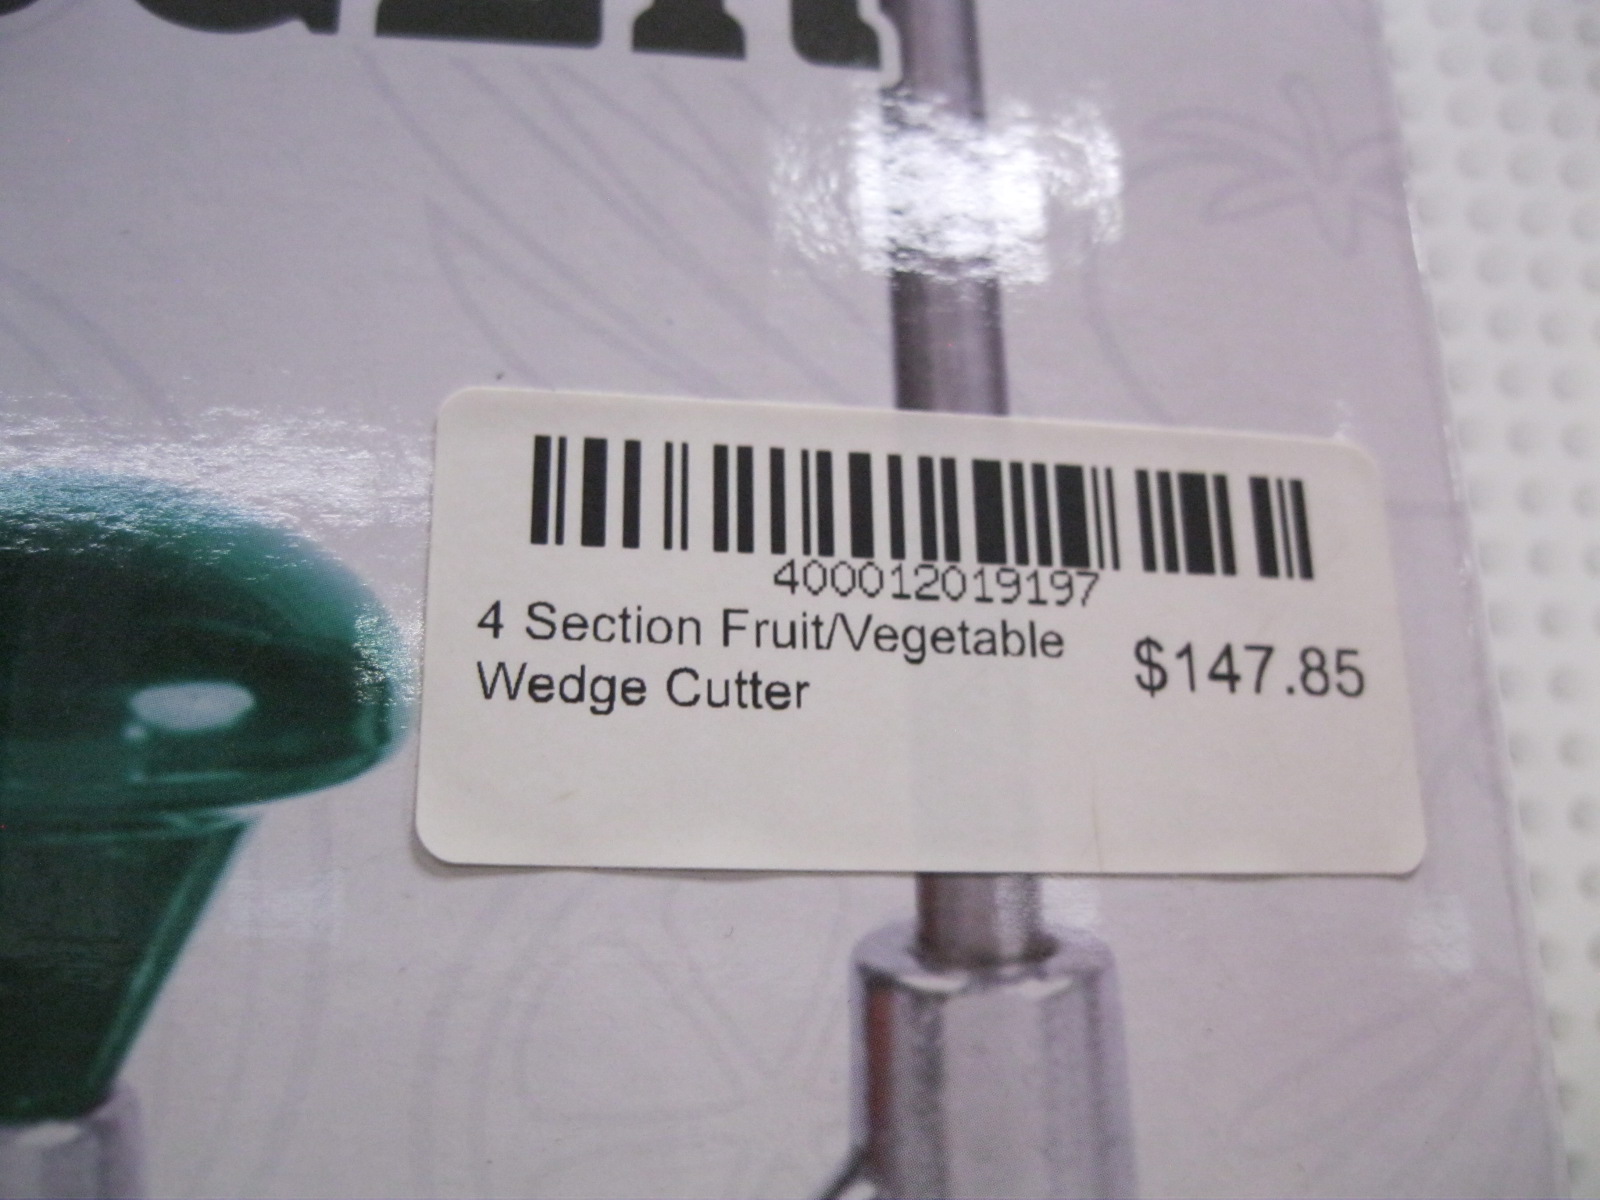 400012019197
4 Section Fruit/Vegetable
Wedge Cutter
$147.85